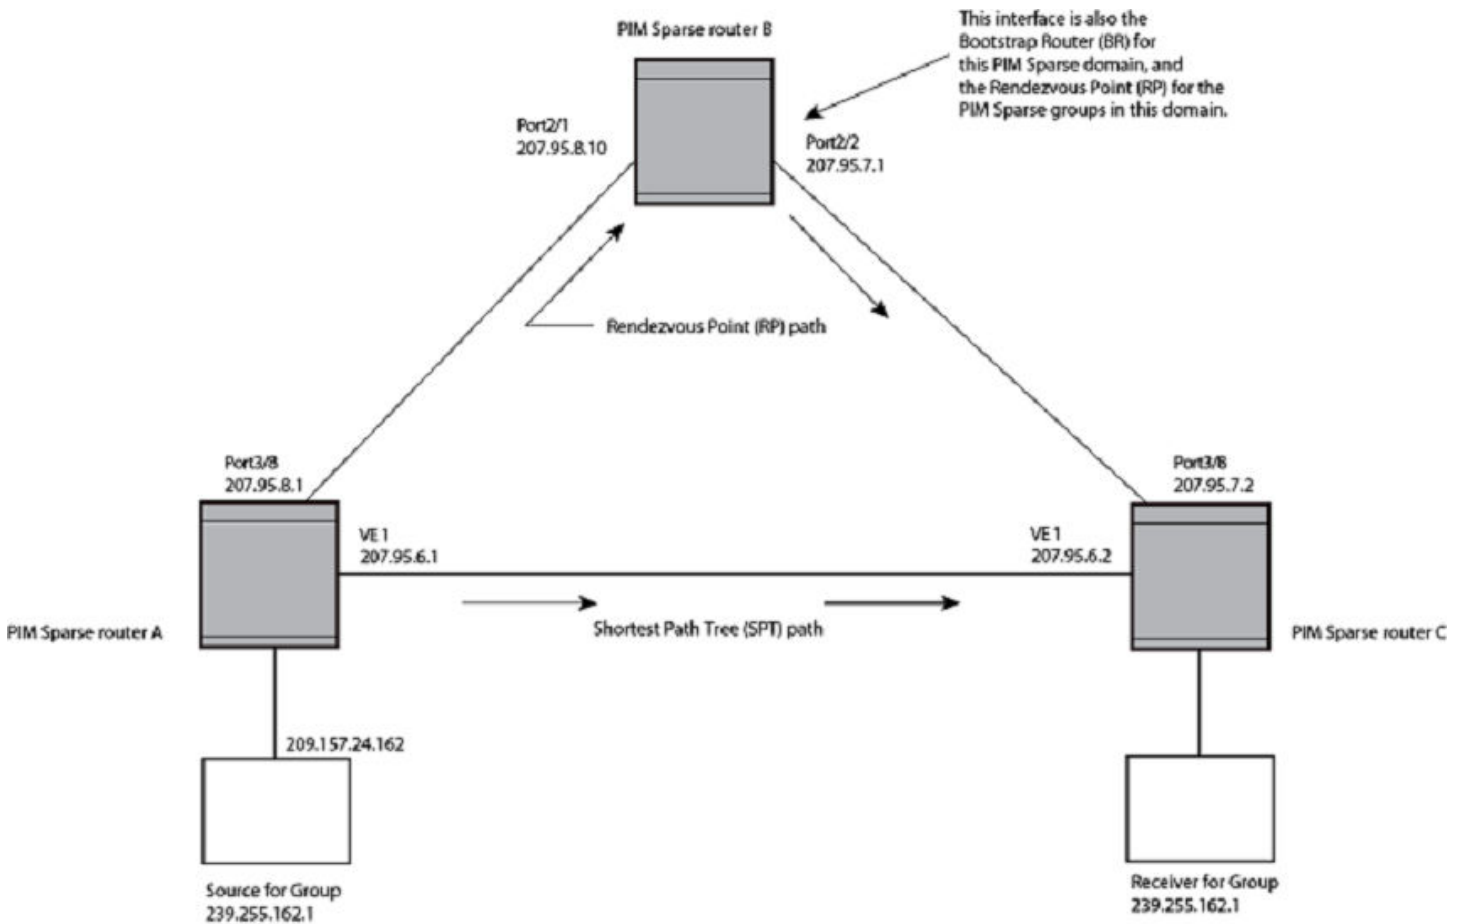 PIM Sparse router B
This interface is also the
Bootstrap Router (BR) for
this PIM Sparse domain, and
the Rendezvous Point (RP) for the
PIM Sparse groups in this domain.
Port2/1
207.95.8.10
Port2/2
207.95.7.1
Rendezvous Point (RP) path
Port3/8
207.95.8.1
Port3/8
207.95.7.2
VE1
207.95.6.1
VE1
207.95.6.2
Shortest Path Tree (SPT) path
PIM Sparse router A
PIM Sparse router C
209.157.24.162
Source for Group
239.255.162.1
Receiver for Group
239.255.162.1